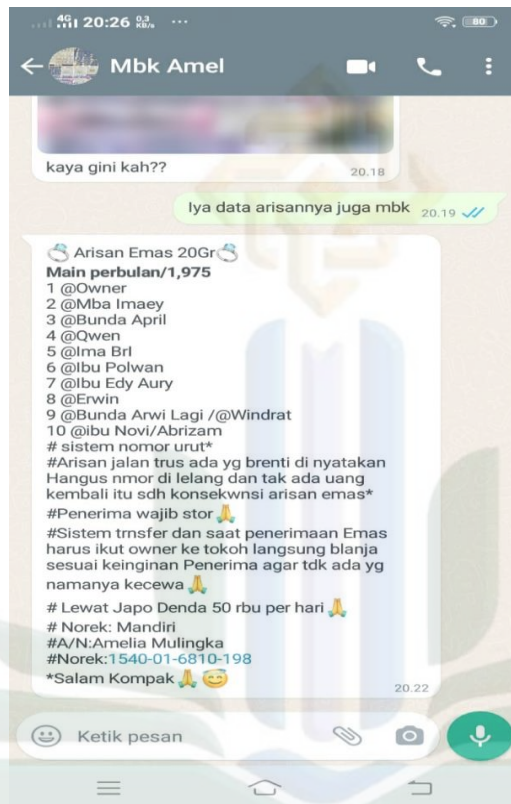 4G 20:26 0,3 KB/s ... 80
Mbk Amel
kaya gini kah??
20.18
Iya data arisannya juga mbk 20.19
Arisan Emas 20Gr
Main perbulan/1,975
1 @Owner
2 @Mba Imaey
3 @Bunda April
4 @Qwen
5 @Ima Brl
6 @Ibu Polwan
7 @Ibu Edy Aury
8 @Erwin
9 @Bunda Arwi Lagi /@Windrat
10 @ibu Novi/Abrizam
# sistem nomor urut*
#Arisan jalan trus ada yg brenti di nyatakan
Hangus nmor di lelang dan tak ada uang
kembali itu sdh konsekwnsi arisan emas*
#Penerima wajib stor🙏
#Sistem trnsfer dan saat penerimaan Emas
harus ikut owner ke tokoh langsung blanja
sesuai keinginan Penerima agar tdk ada yg
namanya kecewa🙏
# Lewat Japo Denda 50 rbu per hari🙏
# Norek: Mandiri
#A/N:Amelia Mulingka
#Norek:1540-01-6810-198
*Salam Kompak🙏😇
20.22
Ketik pesan